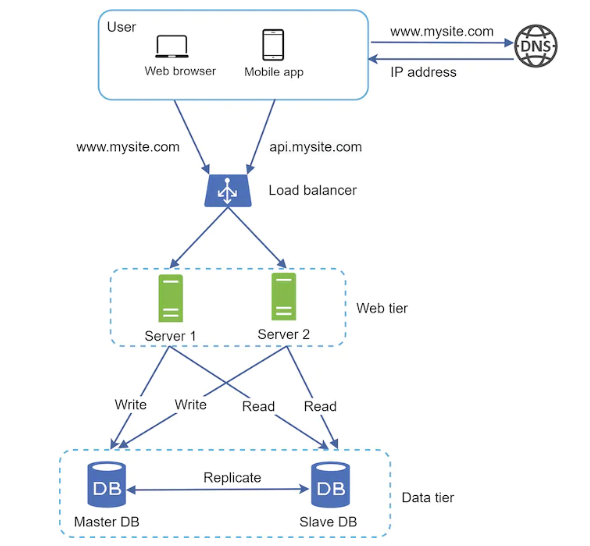 User
www.mysite.com
DNS
Web browser
Mobile app
IP address
www.mysite.com
api.mysite.com
Load balancer
Web tier
Server 1
Server 2
Write
Write
Read
Read
Replicate
DB
DB
Data tier
Master DB
Slave DB